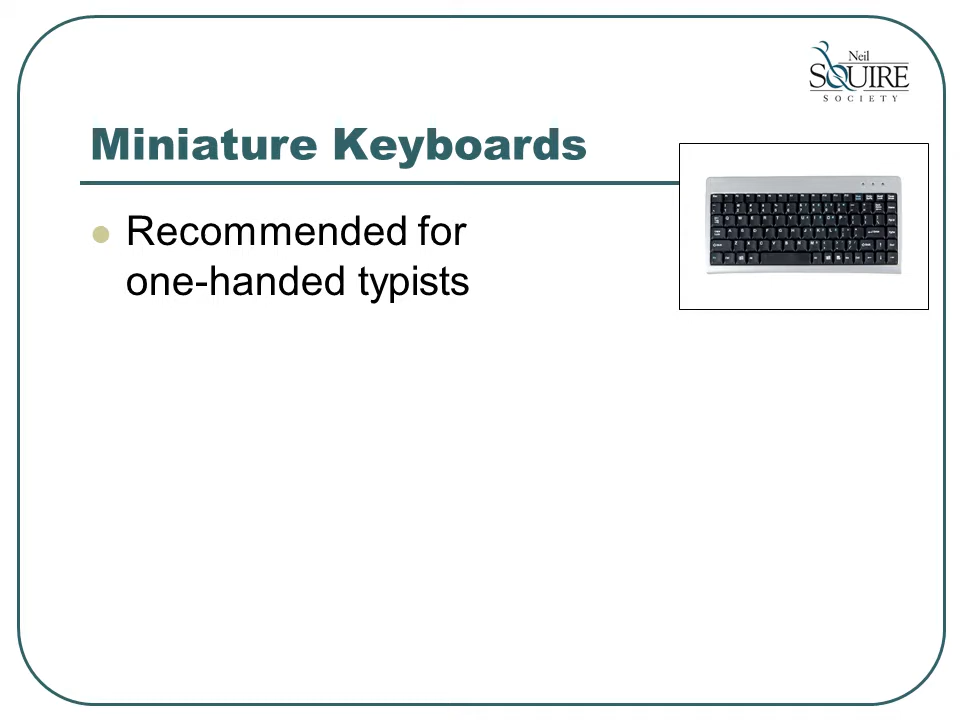 Neil
SQUIRE
SOCIETY
Miniature Keyboards
Recommended for
one-handed typists